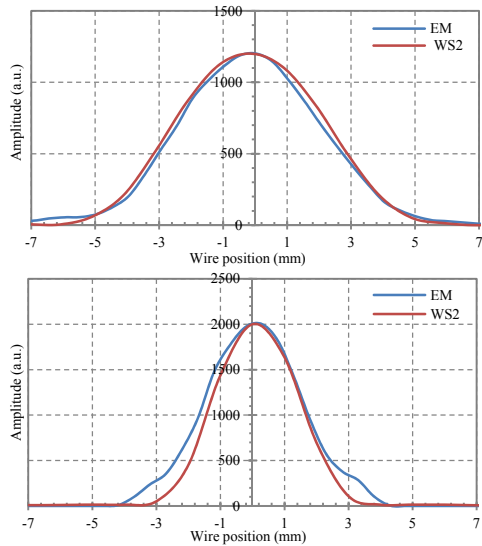 1500
EM
WS2
1000
Amplitude (a.u.)
500
0
-7 -5 -3 -1 1 3 5 7
Wire position (mm)
2500
EM
WS2
2000
1500
Amplitude (a.u.)
1000
500
0
-7 -5 -3 -1 1 3 5 7
Wire position (mm)